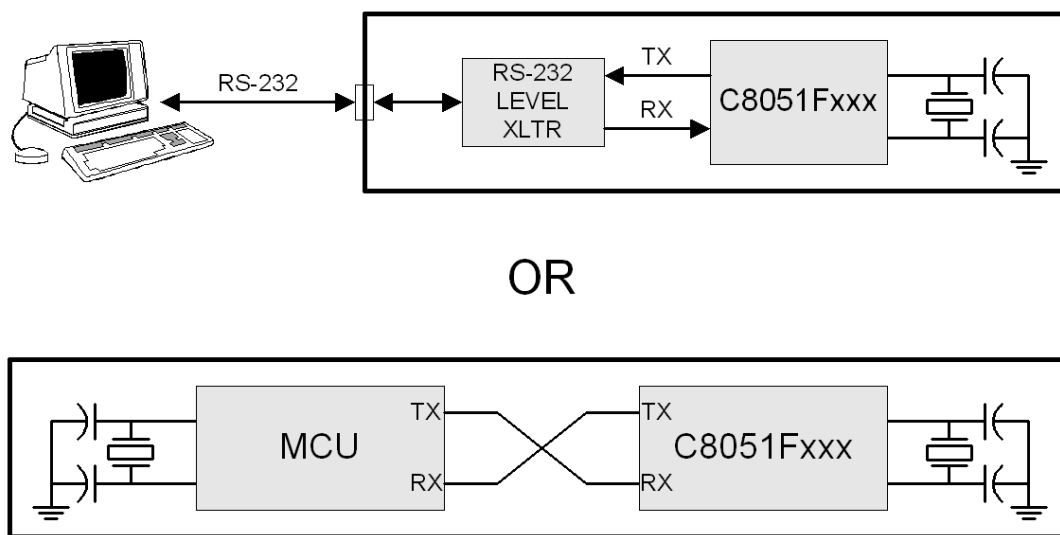 RS-232
RS-232
LEVEL
XLTR
TX
RX
C8051Fxxx
OR
MCU
TX
RX
TX
RX
C8051Fxxx